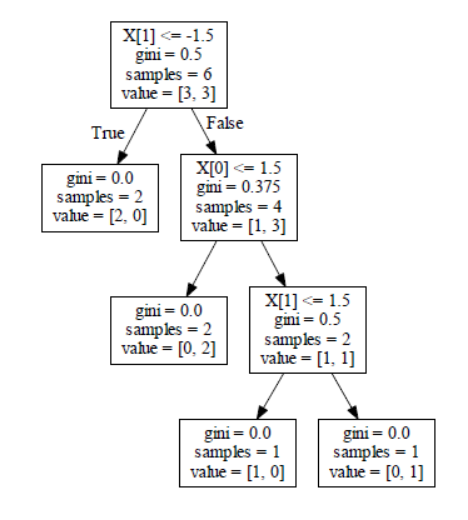 X[1] <= -1.5
gini = 0.5
samples = 6
value = [3, 3]
True
False
gini = 0.0
samples = 2
value = [2, 0]
X[0] <= 1.5
gini = 0.375
samples = 4
value = [1, 3]
gini = 0.0
samples = 2
value = [0, 2]
X[1] <= 1.5
gini = 0.5
samples = 2
value = [1, 1]
gini = 0.0
samples = 1
value = [1, 0]
gini = 0.0
samples = 1
value = [0, 1]